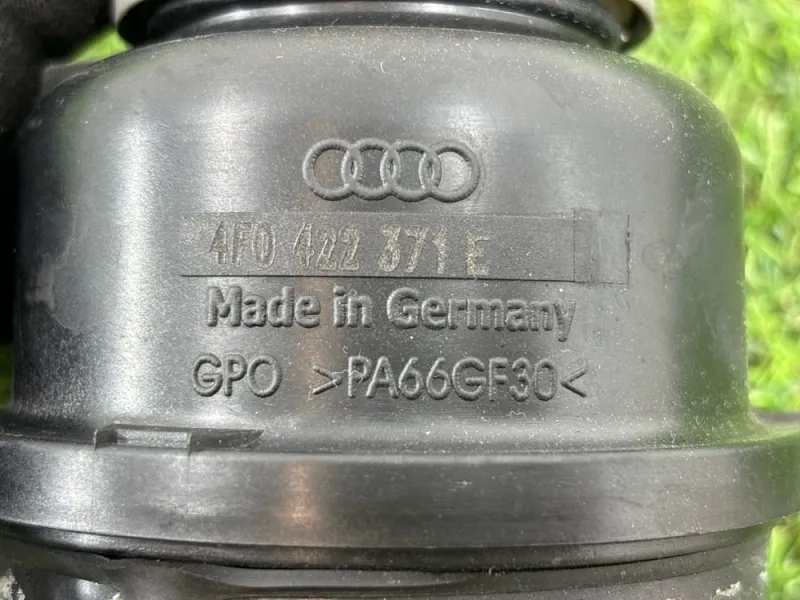 4F0 422 371 E
Made in Germany
GPO >PA66GF30<